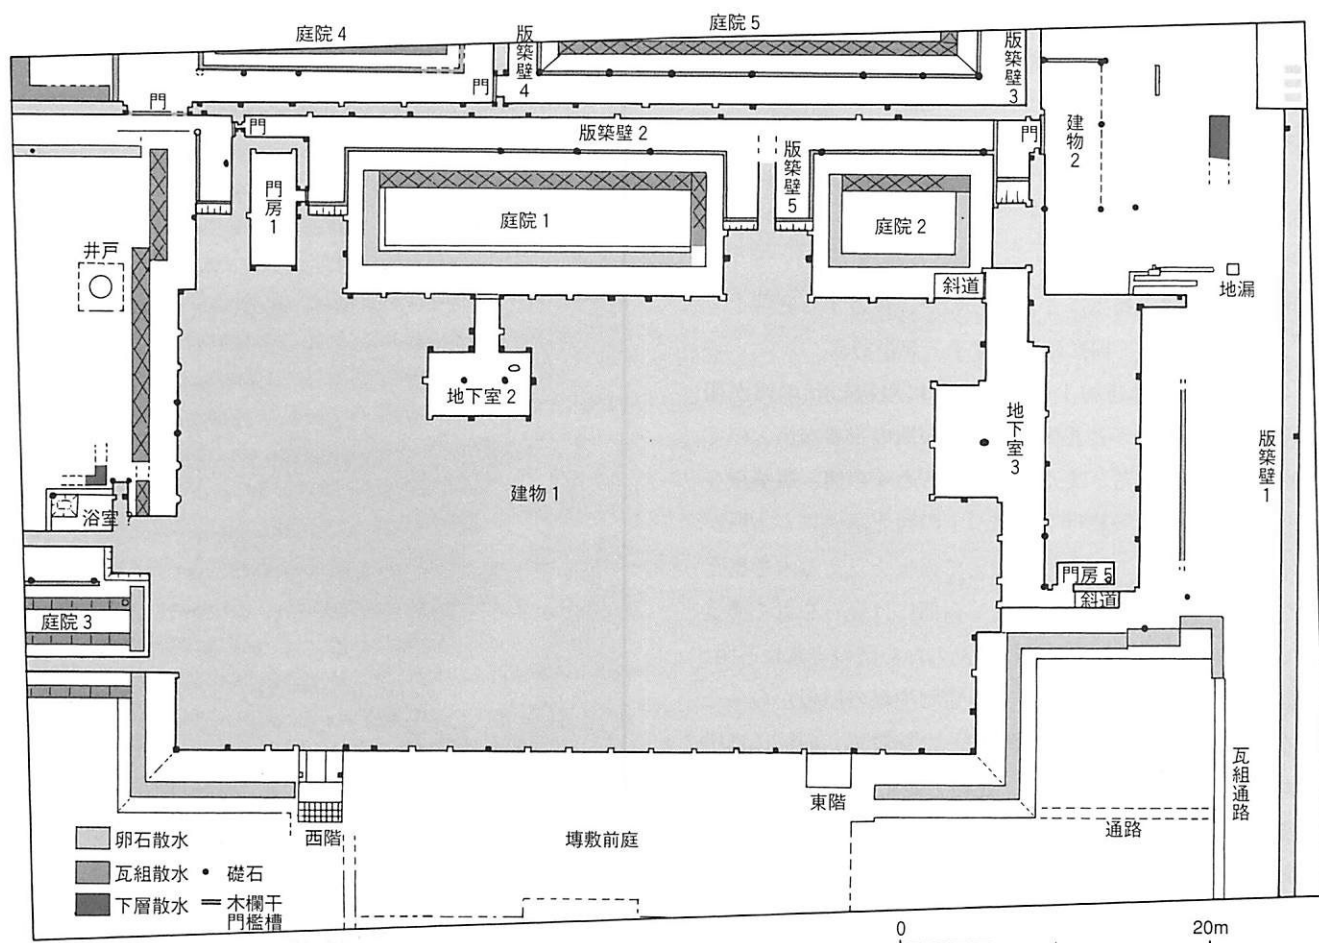 庭院 4
庭院 5
版築壁 4
版築壁 3
門
門
門
門
版築壁 2
建物 2
門房 1
庭院 1
版築壁 5
庭院 2
井戸
斜道
地漏
地下室 2
地下室 3
版築壁 1
建物 1
浴室 ?
門房 5
斜道
庭院 3
瓦組通路
東階
西階
塼敷前庭
通路
卵石散水
瓦組散水
下層散水
礎石
木欄干
門檻槽
0
20m